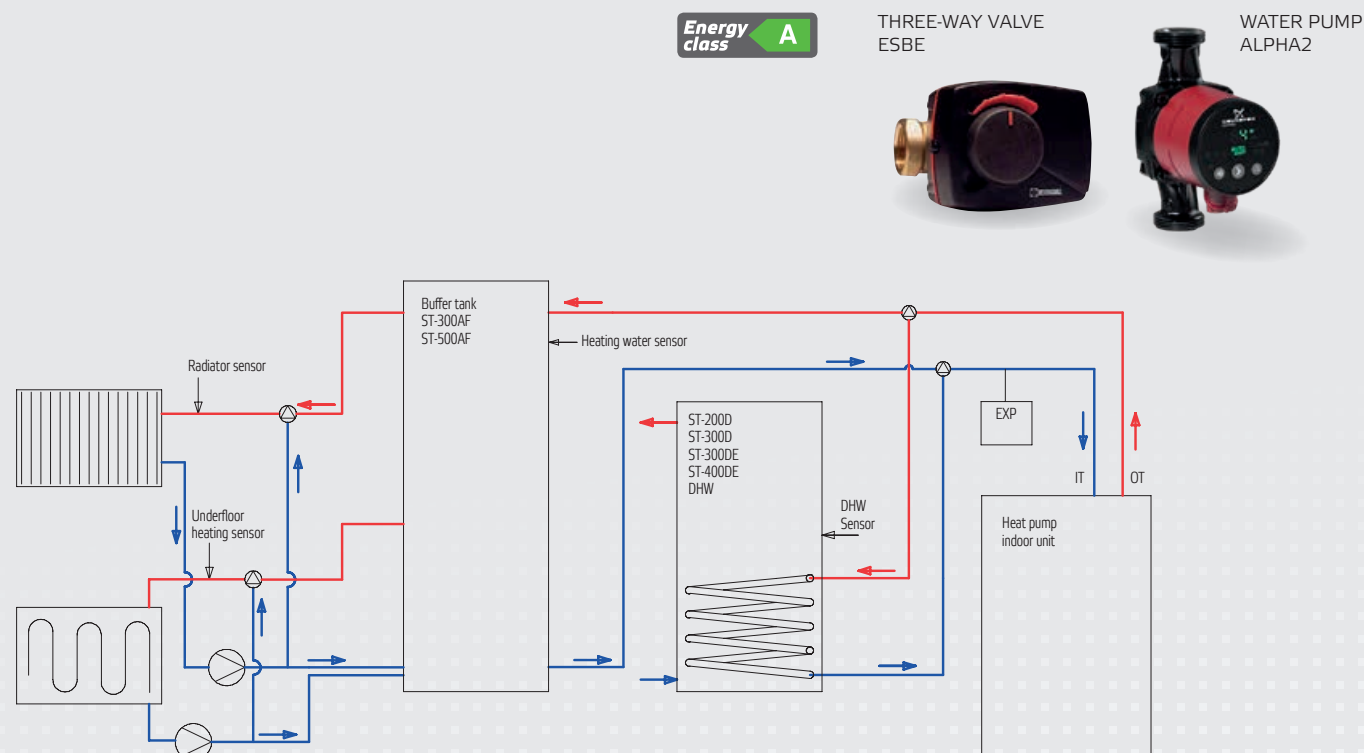 Energy
class
A
THREE-WAY VALVE
ESBE
WATER PUMP
ALPHA2
Buffer tank
ST-300AF
ST-500AF
Heating water sensor
Radiator sensor
ST-200D
ST-300D
ST-300DE
ST-400DE
DHW
EXP
IT
OT
DHW
Sensor
Underfloor
heating sensor
Heat pump
indoor unit